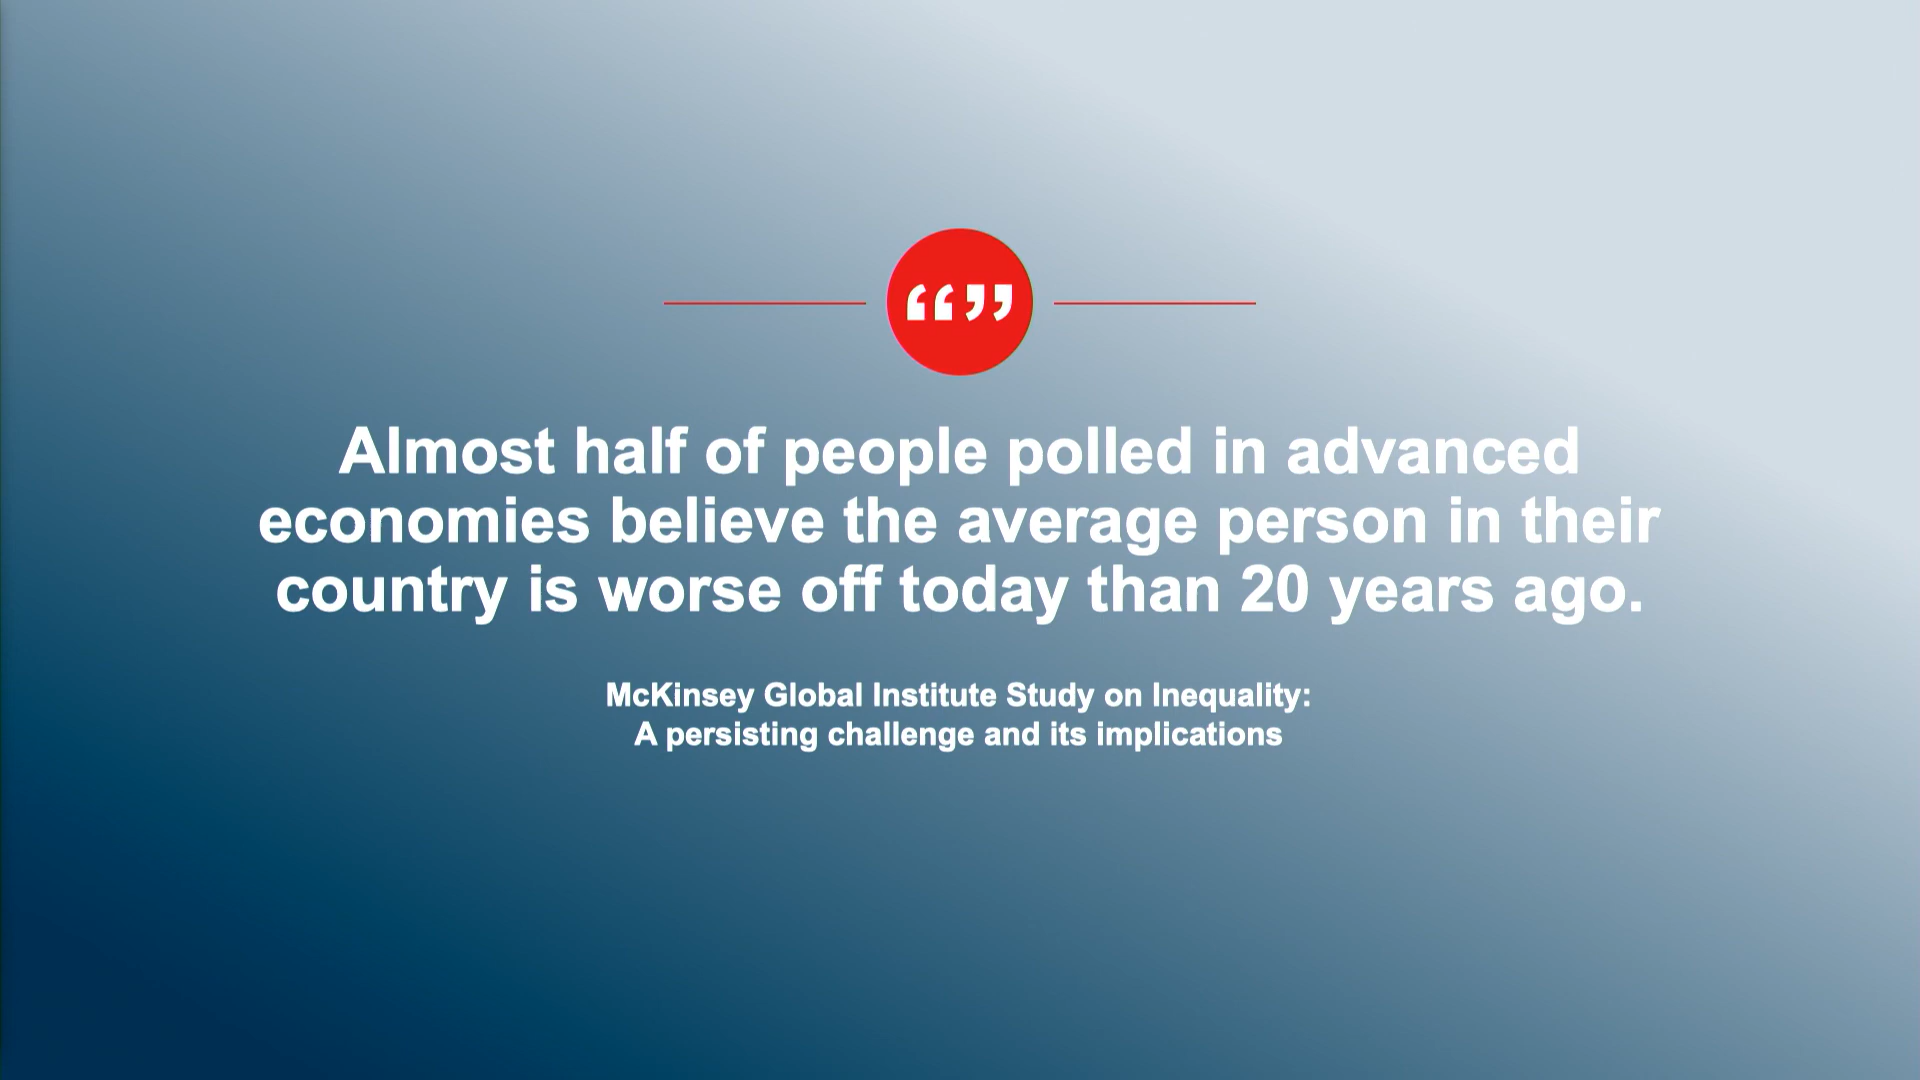 “”
Almost half of people polled in advanced
economies believe the average person in their
country is worse off today than 20 years ago.
McKinsey Global Institute Study on Inequality:
A persisting challenge and its implications